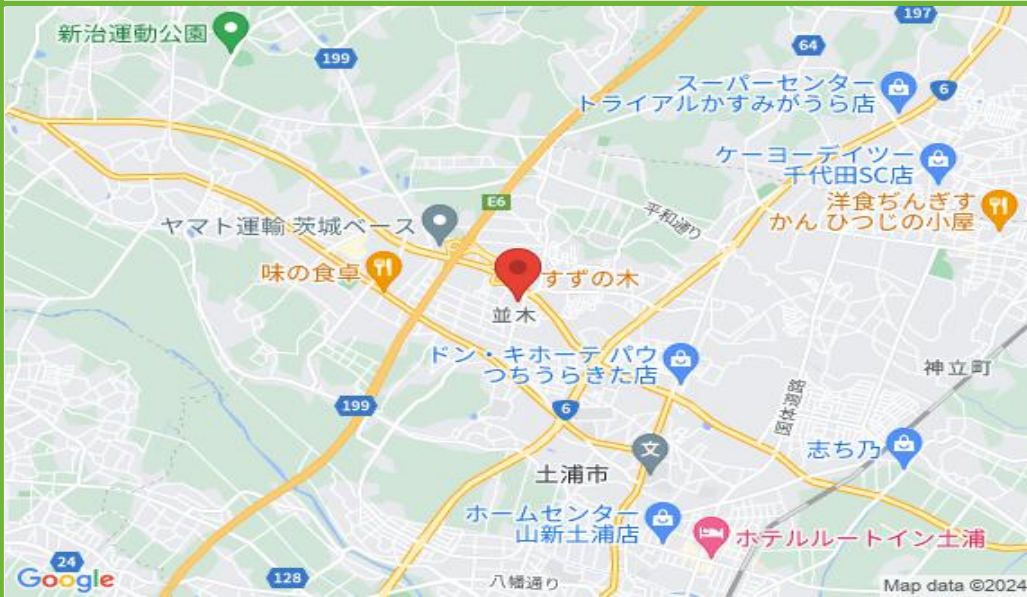 197
新治運動公園
199
64
スーパーセンター
トライアルかすみがうら店
6
ケーヨーデイツー
千代田SC店
E6
洋食ぢんぎす
かん ひつじの小屋
平和通り
ヤマト運輸 茨城ベース
味の食卓
すずの木
並木
ドン・キホーテ パウ
つちうらきた店
神立町
199
6
国体道路
志ち乃
文
土浦市
ホームセンター
山新土浦店
ホテルルートイン土浦
24
Google
128
八幡通り
Map data ©2024